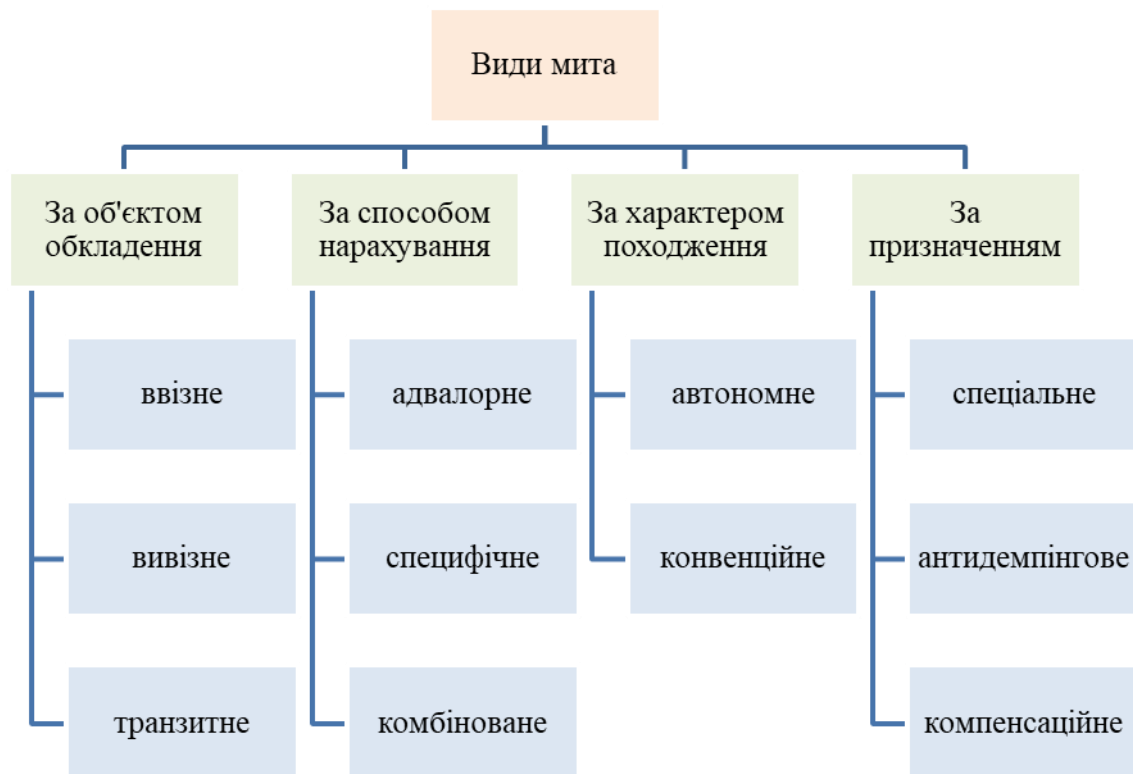 Види мита
За об'єктом
обкладення
ввізне
вивізне
транзитне
За способом
нарахування
адвалорне
специфічне
комбіноване
За характером
походження
автономне
конвенційне
За
призначенням
спеціальне
антидемпінгове
компенсаційне